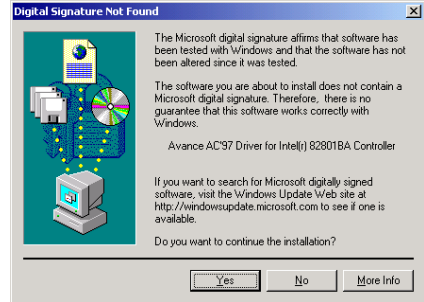 Digital Signature Not Found
The Microsoft digital signature affirms that software has
been tested with Windows and that the software has not
been altered since it was tested.
The software you are about to install does not contain a
Microsoft digital signature. Therefore, there is no
guarantee that this software works correctly with
Windows.
Avance AC'97 Driver for Intel(r) 82801BA Controller
If you want to search for Microsoft digitally signed
software, visit the Windows Update Web site at
http://windowsupdate.microsoft.com to see if one is
available.
Do you want to continue the installation?
Yes No More Info